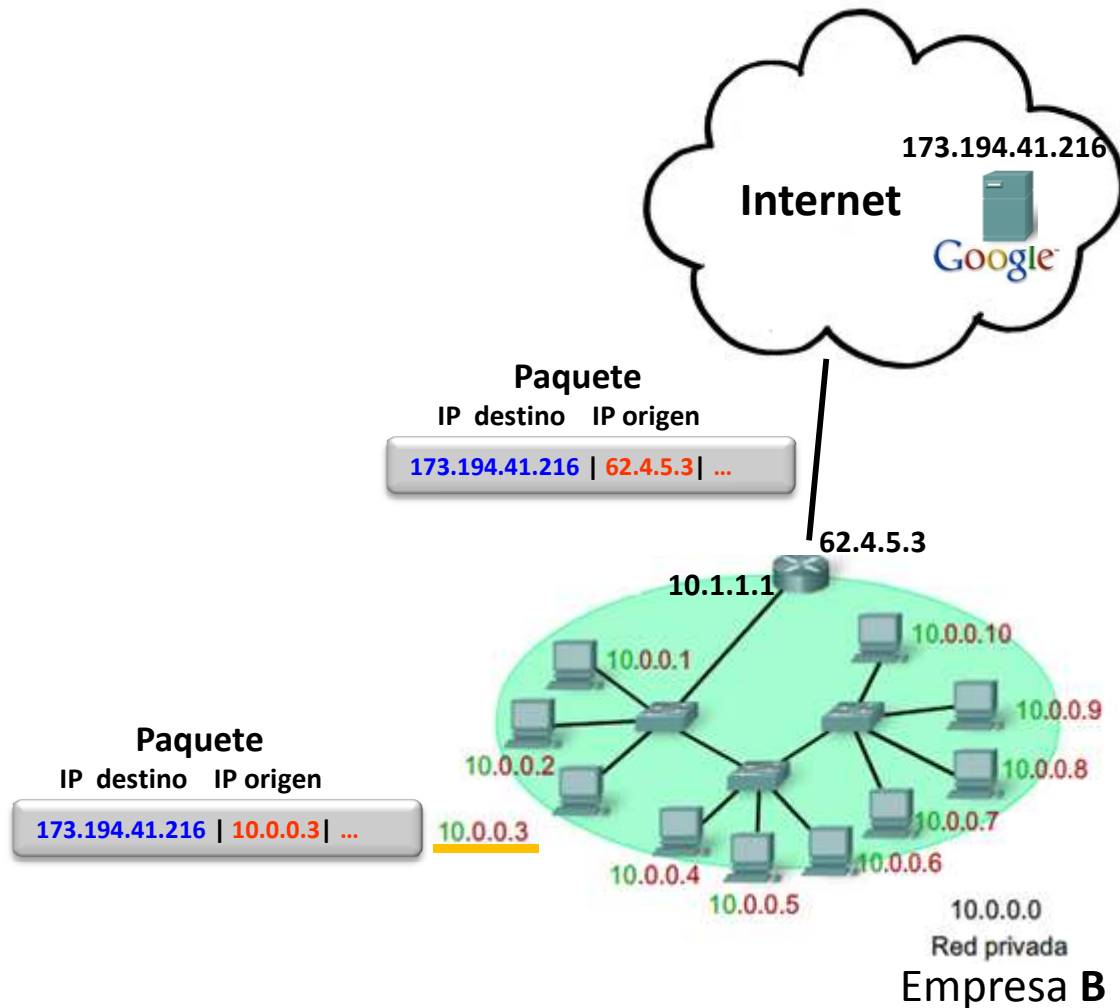 173.194.41.216
Internet
Google
Paquete
IP destino IP origen
173.194.41.216 | 62.4.5.3| ...
62.4.5.3
10.1.1.1
10.0.0.10
10.0.0.1
10.0.0.9
10.0.0.2
10.0.0.8
Paquete
IP destino IP origen
173.194.41.216 | 10.0.0.3| ...
10.0.0.3
10.0.0.7
10.0.0.6
10.0.0.4
10.0.0.5
10.0.0.0
Red privada
Empresa B